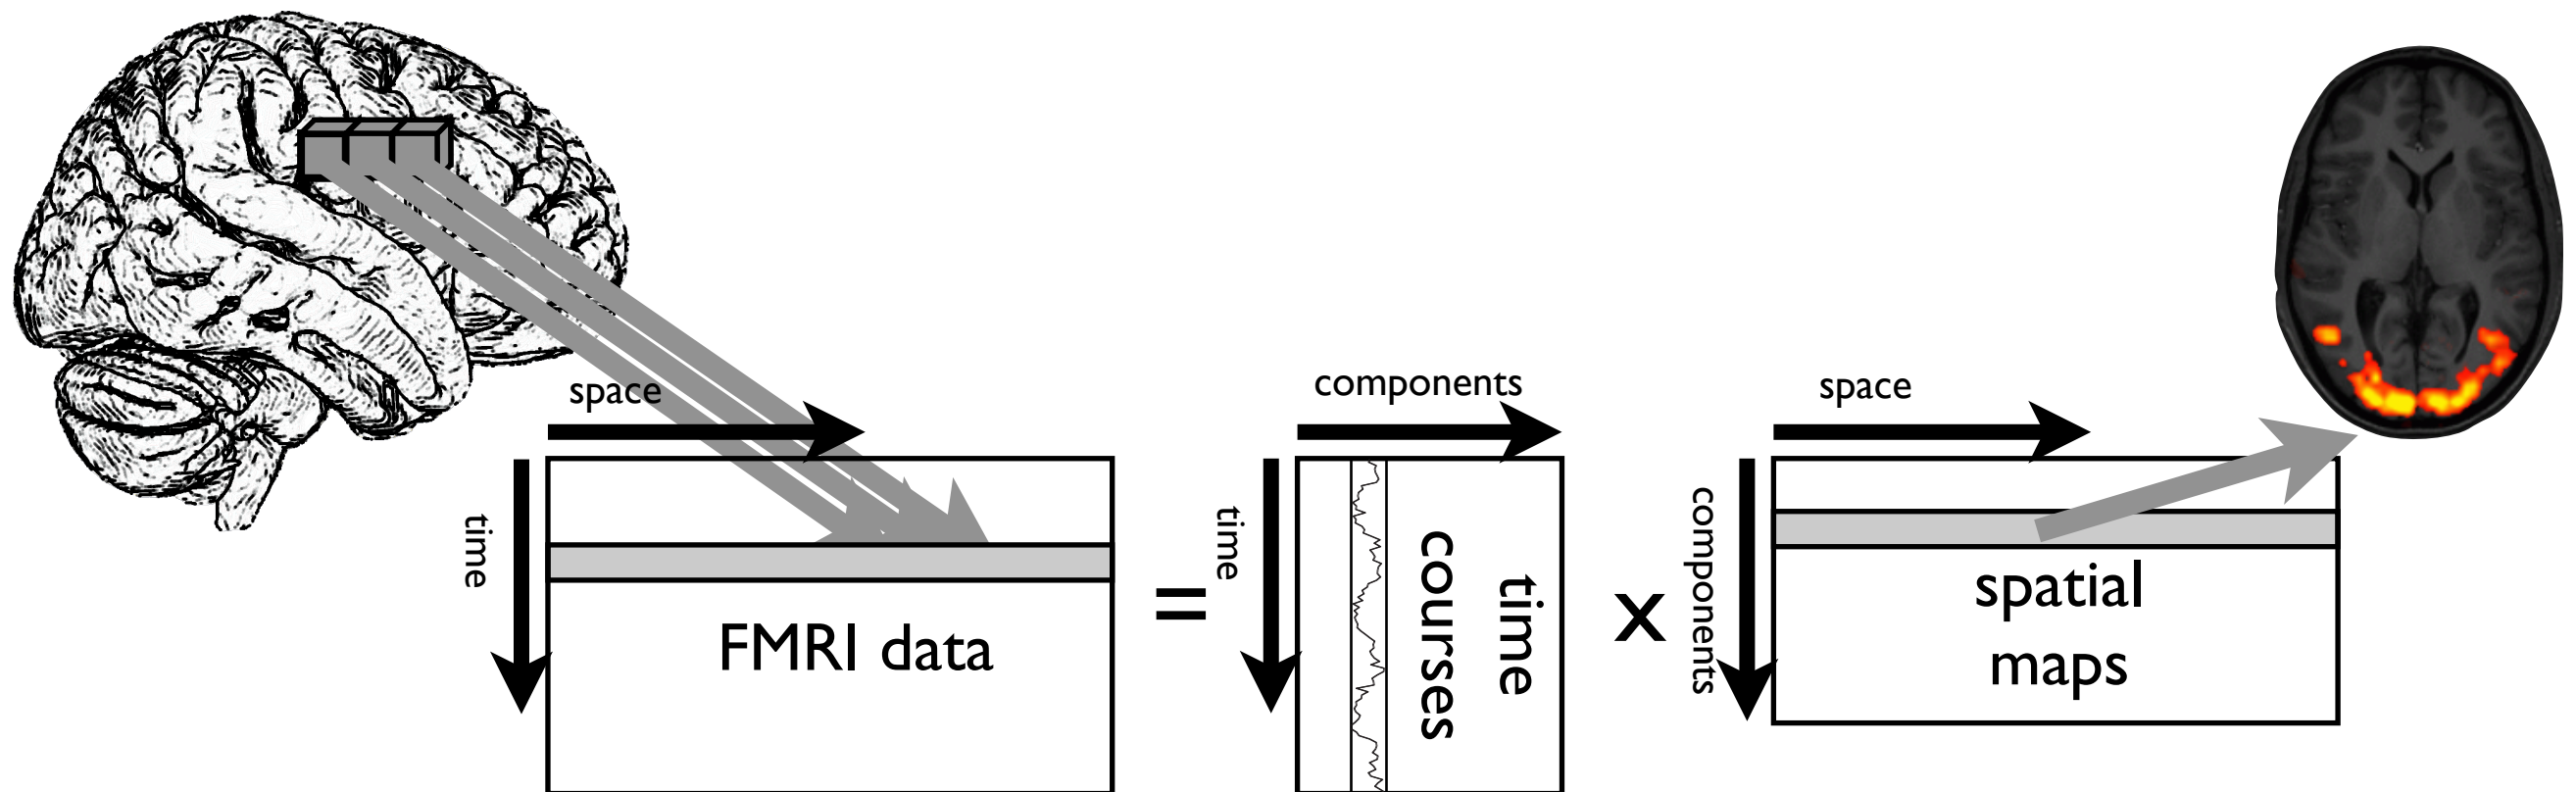 space
components
space
time
FMRI data
=
time
time
courses
x
components
spatial
maps